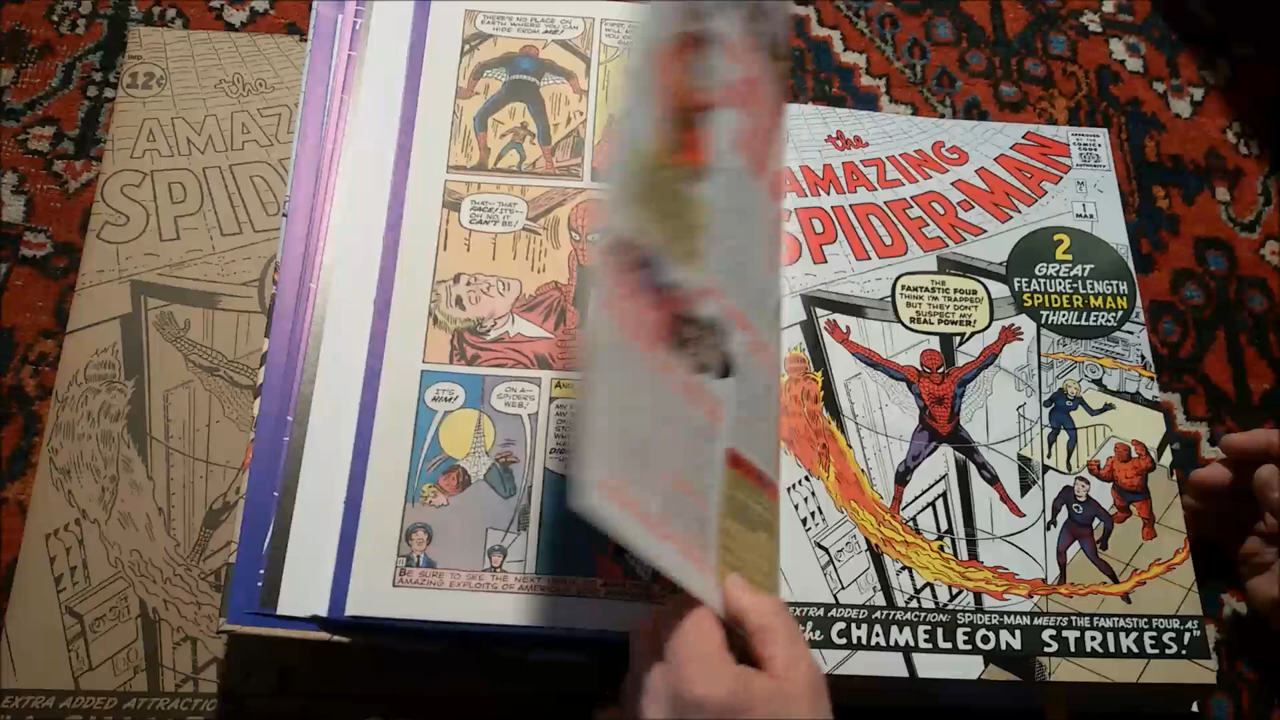 IND.
12¢
the
AMAZ
SPID
EXTRA ADDED ATTRACTIO
THERE'S NO PLACE ON
EARTH WHERE YOU CAN
HIDE FROM ME!
THAT-- THAT
FACE! IT'S--
OH NO, IT
CAN'T BE!
IT'S
HIM!
ON A--
SPIDER'S
WEB!
BE SURE TO SEE THE NEXT
AMAZING EXPLOITS OF
the
AMAZING
SPIDER-MAN
APPROVED
BY THE
COMICS
CODE
AUTHORITY
M
C
1
MAR.
2
GREAT
FEATURE-LENGTH
SPIDER-MAN
THRILLERS!
THE
FANTASTIC FOUR
THINK I'M TRAPPED!
BUT THEY DON'T
SUSPECT MY
REAL POWER!
EXTRA ADDED ATTRACTION: SPIDER-MAN MEETS THE FANTASTIC FOUR, AS
the CHAMELEON STRIKES!"